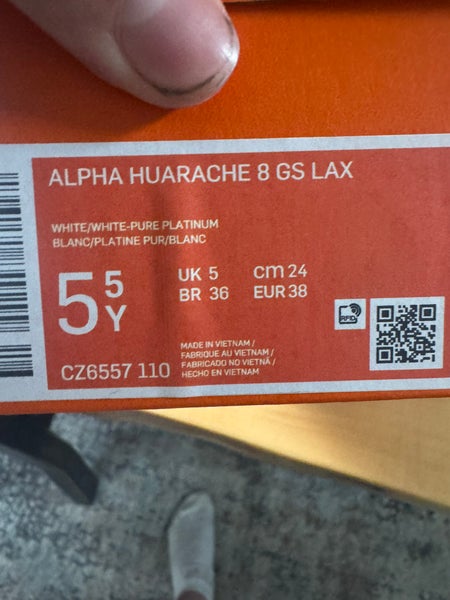 ALPHA HUARACHE 8 GS LAX
WHITE/WHITE-PURE PLATINUM
BLANC/PLATINE PUR/BLANC
5 5 Y
UK 5 cm 24
BR 36 EUR 38
RFID
MADE IN VIETNAM /
FABRIQUE AU VIETNAM /
FABRICADO NO VIETNÃ /
HECHO EN VIETNAM
CZ6557 110